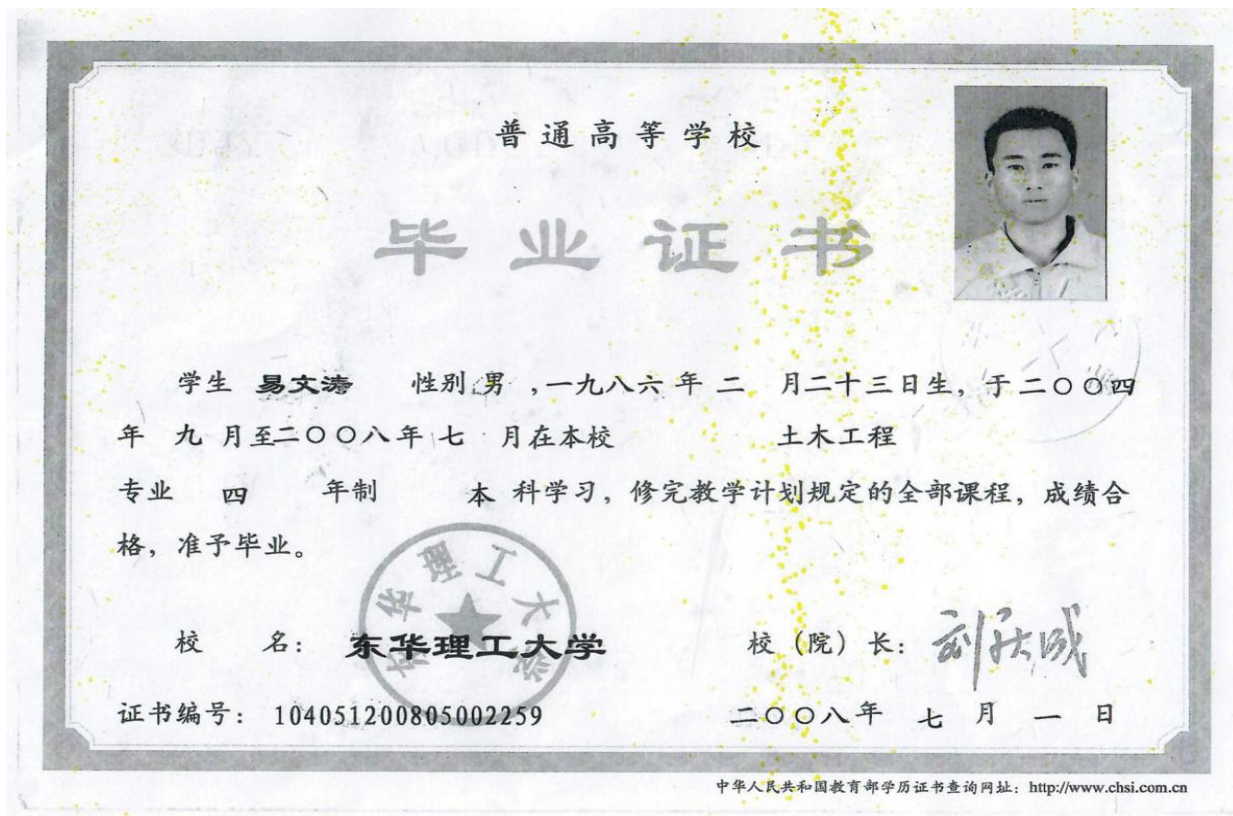 普通高等学校
毕业证书
学生 易文涛 性别 男 ,一九八六 年 二 月二十三日生，于二〇〇四
年 九 月至二〇〇八年 七 月在本校 土木工程
专业 四 年制 本 科学习，修完教学计划规定的全部课程，成绩合
格，准予毕业。
东华理工大学
校 名： 东华理工大学 校（院）长：
证书编号： 104051200805002259 二〇〇八年 七 月 一 日
中华人民共和国教育部学历证书查询网址：http://www.chsi.com.cn